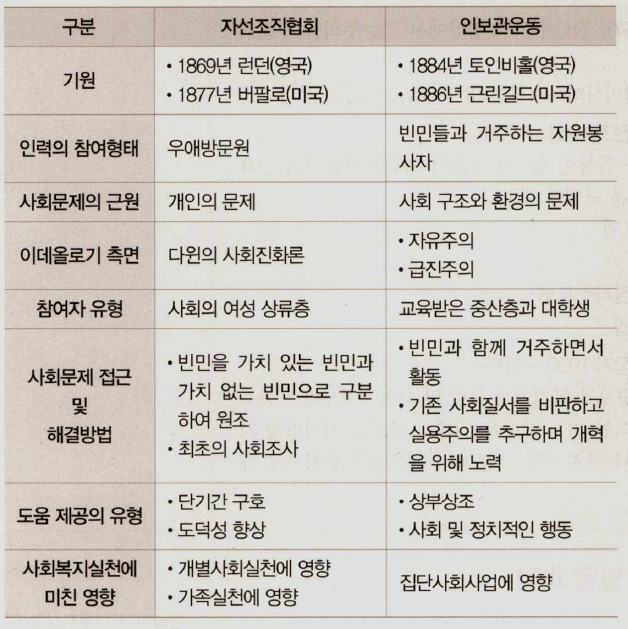 구분 자선조직협회 인보관운동
기원
• 1869년 런던(영국)
• 1877년 버팔로(미국)
• 1884년 토인비홀(영국)
• 1886년 근린길드(미국)
인력의 참여형태
우애방문원
빈민들과 거주하는 자원봉
사자
사회문제의 근원 개인의 문제 사회 구조와 환경의 문제
이데올로기 측면
다윈의 사회진화론
• 자유주의
• 급진주의
참여자 유형 사회의 여성 상류층 교육받은 중산층과 대학생
사회문제 접근
및
해결방법
• 빈민을 가치 있는 빈민과
가치 없는 빈민으로 구분
하여 원조
• 최초의 사회조사
• 빈민과 함께 거주하면서
활동
• 기존 사회질서를 비판하고
실용주의를 추구하며 개혁
을 위해 노력
도움 제공의 유형
• 단기간 구호
• 도덕성 향상
• 상부상조
• 사회 및 정치적인 행동
사회복지실천에
미친 영향
• 개별사회실천에 영향
• 가족실천에 영향
집단사회사업에 영향